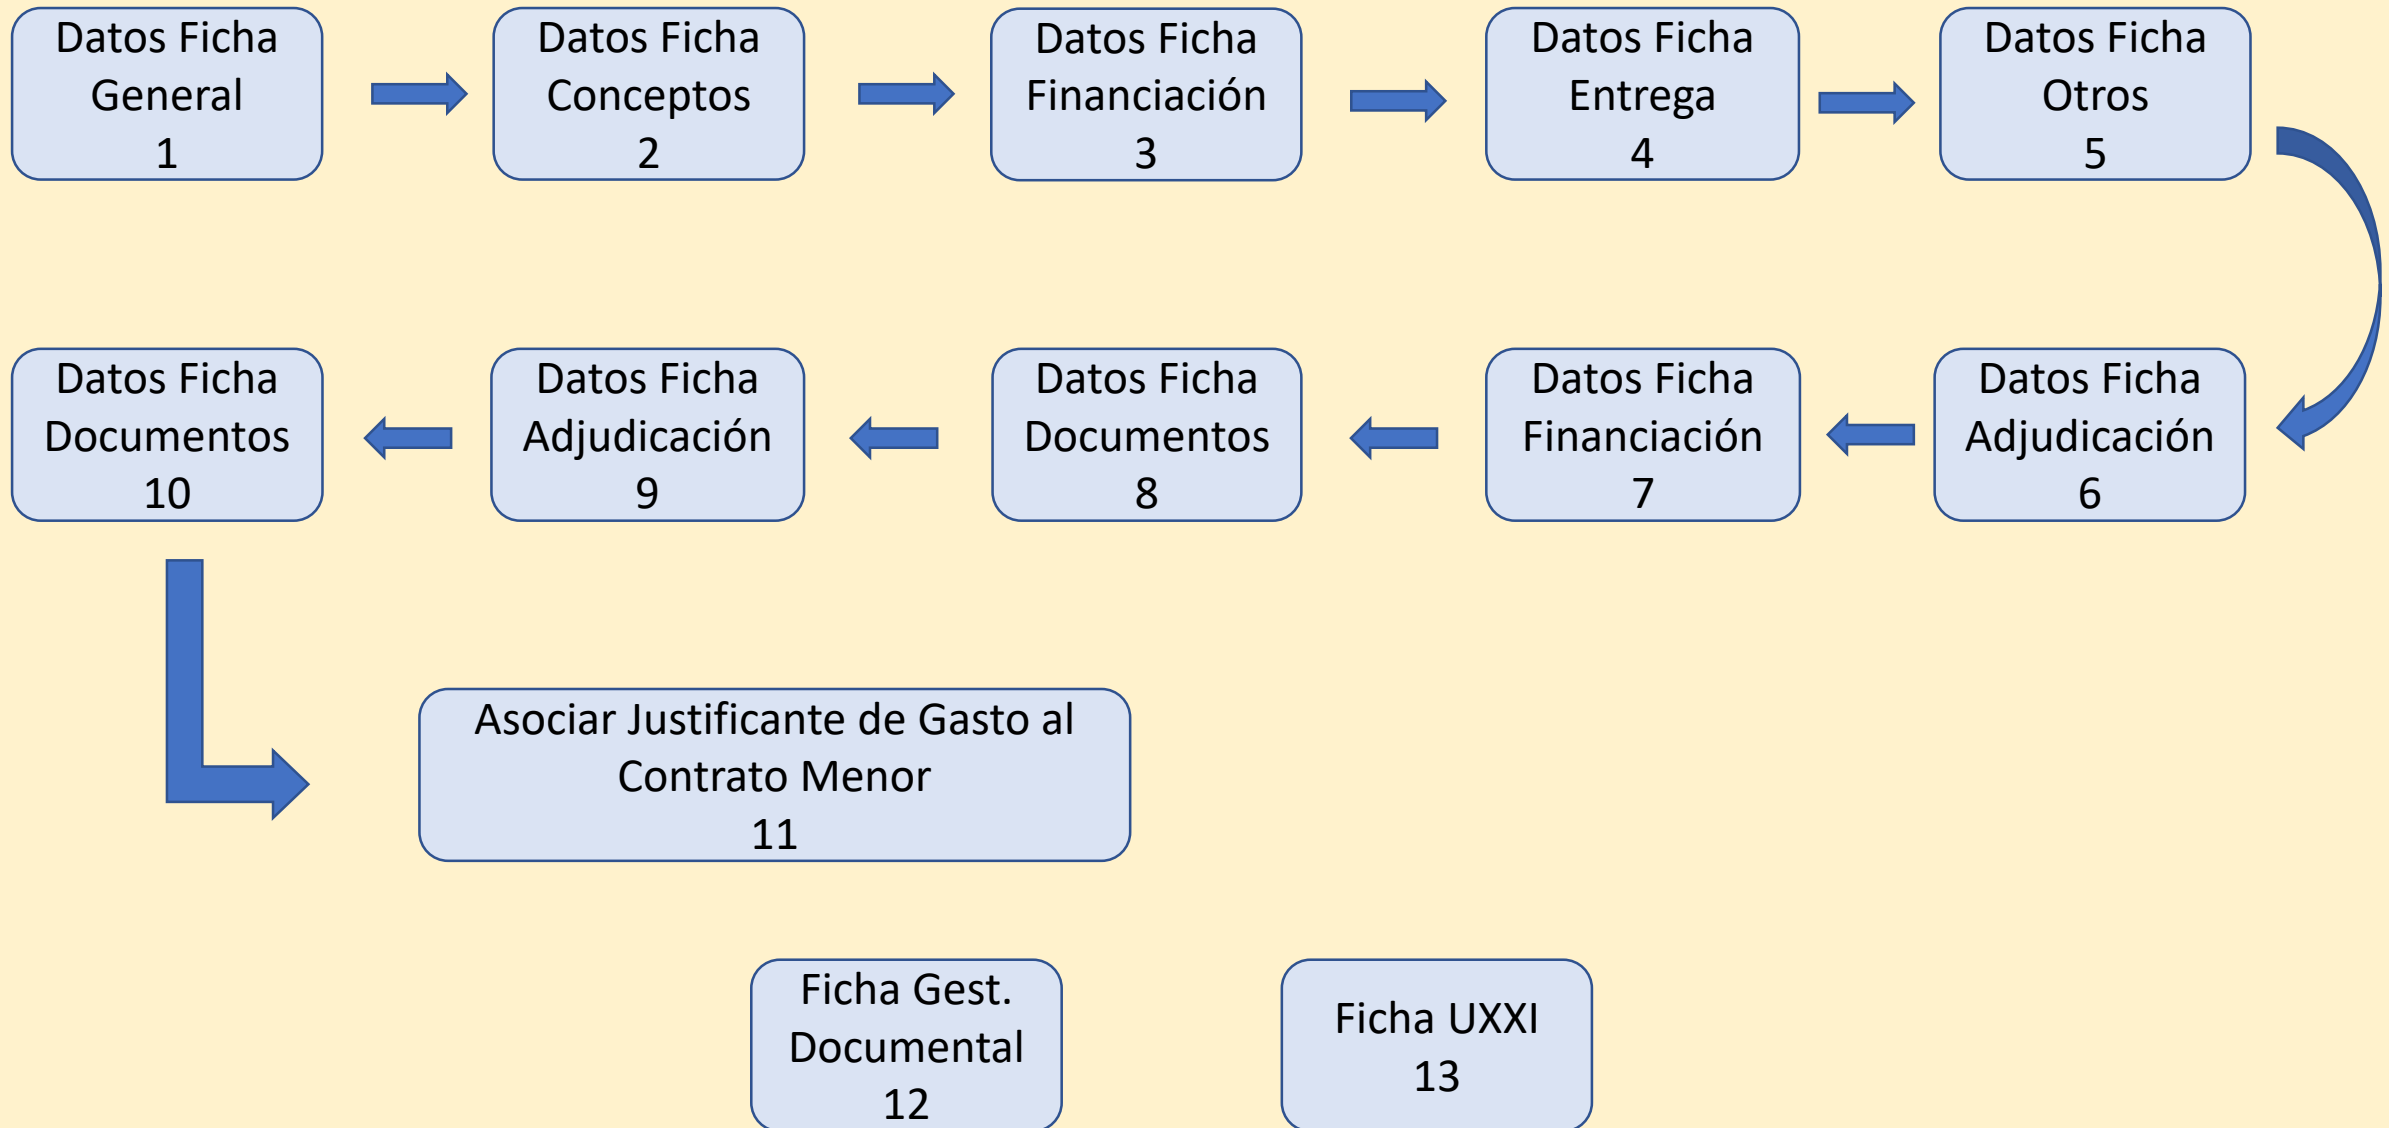 Datos Ficha
General
1
Datos Ficha
Conceptos
2
Datos Ficha
Financiación
3
Datos Ficha
Entrega
4
Datos Ficha
Otros
5
Datos Ficha
Adjudicación
6
Datos Ficha
Financiación
7
Datos Ficha
Documentos
8
Datos Ficha
Adjudicación
9
Datos Ficha
Documentos
10
Asociar Justificante de Gasto al
Contrato Menor
11
Ficha Gest.
Documental
12
Ficha UXXI
13